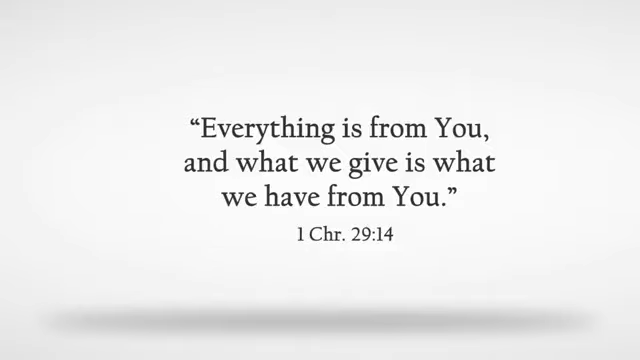 “Everything is from You,
and what we give is what
we have from You.”
1 Chr. 29:14